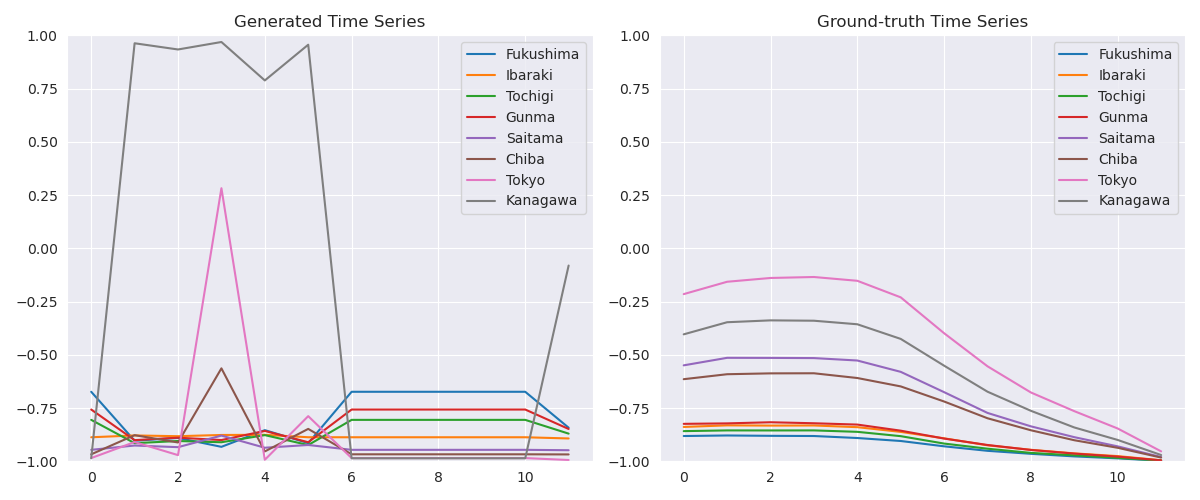 Generated Time Series
1.00
0.75
0.50
0.25
0.00
−0.25
−0.50
−0.75
−1.00
0
2
4
6
8
10
Fukushima
Ibaraki
Tochigi
Gunma
Saitama
Chiba
Tokyo
Kanagawa
Ground-truth Time Series
1.00
0.75
0.50
0.25
0.00
−0.25
−0.50
−0.75
−1.00
0
2
4
6
8
10
Fukushima
Ibaraki
Tochigi
Gunma
Saitama
Chiba
Tokyo
Kanagawa